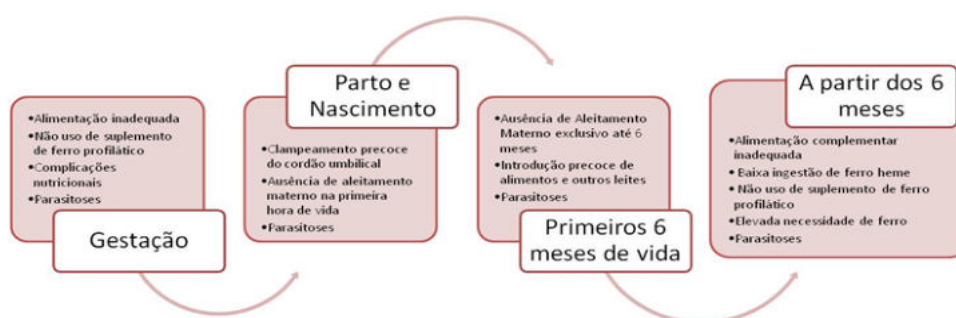 •Alimentação inadequada
•Não uso de suplemento
de ferro profilático
•Complicações
nutricionais
•Parasitoses
Gestação
Parto e
Nascimento
•Clampeamento precoce
do cordão umbilical
•Ausência de aleitamento
materno na primeira
hora de vida
•Parasitoses
•Ausência de Aleitamento
Materno exclusivo até 6
meses
•Introdução precoce de
alimentos e outros leites
•Parasitoses
Primeiros 6
meses de vida
A partir dos 6
meses
•Alimentação complementar
inadequada
•Baixa ingestão de ferro heme
•Não uso de suplemento de ferro
profilático
•Elevada necessidade de ferro
•Parasitoses